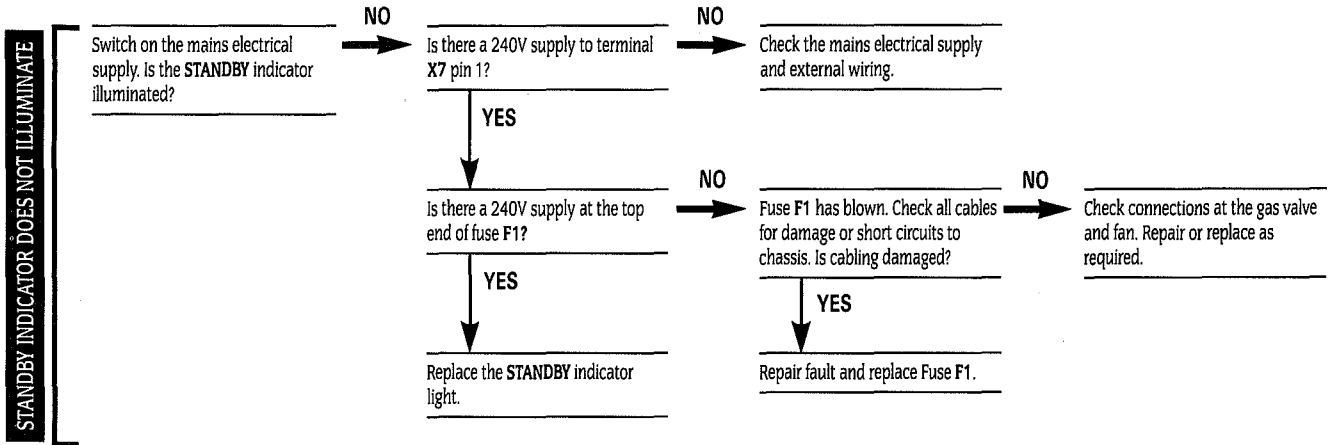 STANDBY INDICATOR DOES NOT ILLUMINATE
Switch on the mains electrical
supply. Is the STANDBY indicator
illuminated?
NO
Is there a 240V supply to terminal
X7 pin 1?
NO
Check the mains electrical supply
and external wiring.
YES
Is there a 240V supply at the top
end of fuse F1?
NO
Fuse F1 has blown. Check all cables
for damage or short circuits to
chassis. Is cabling damaged?
NO
Check connections at the gas valve
and fan. Repair or replace as
required.
YES
Replace the STANDBY indicator
light.
YES
Repair fault and replace Fuse F1.